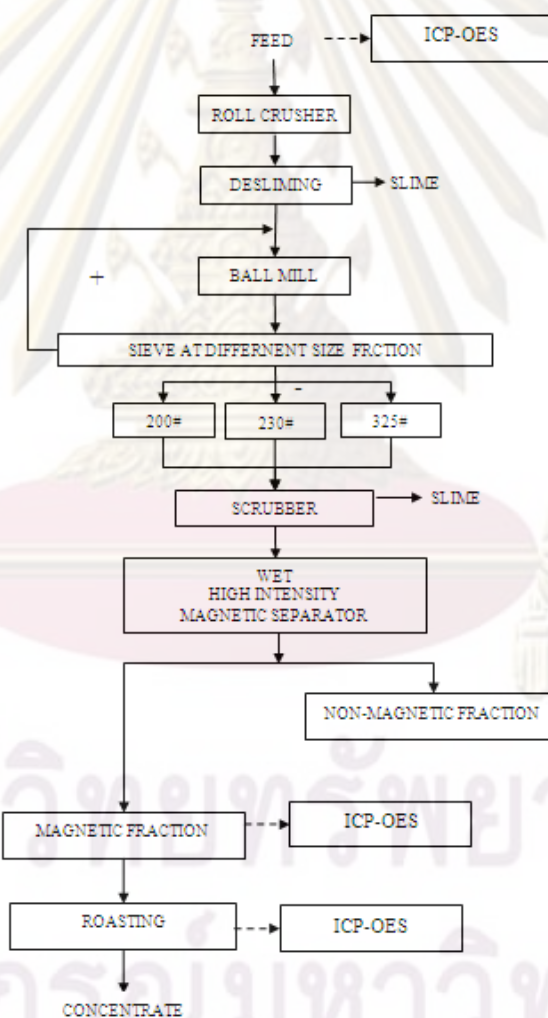 FEED
ICP-OES
ROLL CRUSHER
DESLIMING
SLIME
+
BALL MILL
SIEVE AT DIFFERNENT SIZE FRCTION
-
200#
230#
325#
SCRUBBER
SLIME
WET
HIGH INTENSITY
MAGNETIC SEPARATOR
NON-MAGNETIC FRACTION
MAGNETIC FRACTION
ICP-OES
ROASTING
ICP-OES
CONCENTRATE